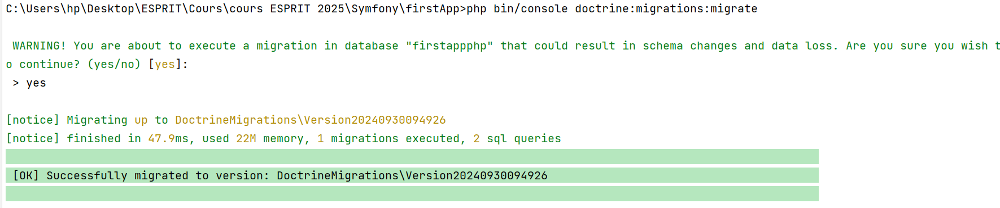 C:\Users\hp\Desktop\ESPRIT\Cours\cours ESPRIT 2025\Symfony\firstApp>php bin/console doctrine:migrations:migrate
WARNING! You are about to execute a migration in database "firstappphp" that could result in schema changes and data loss. Are you sure you wish t
o continue? (yes/no) [yes]:
> yes
[notice] Migrating up to DoctrineMigrations\Version20240930094926
[notice] finished in 47.9ms, used 22M memory, 1 migrations executed, 2 sql queries
[OK] Successfully migrated to version: DoctrineMigrations\Version20240930094926